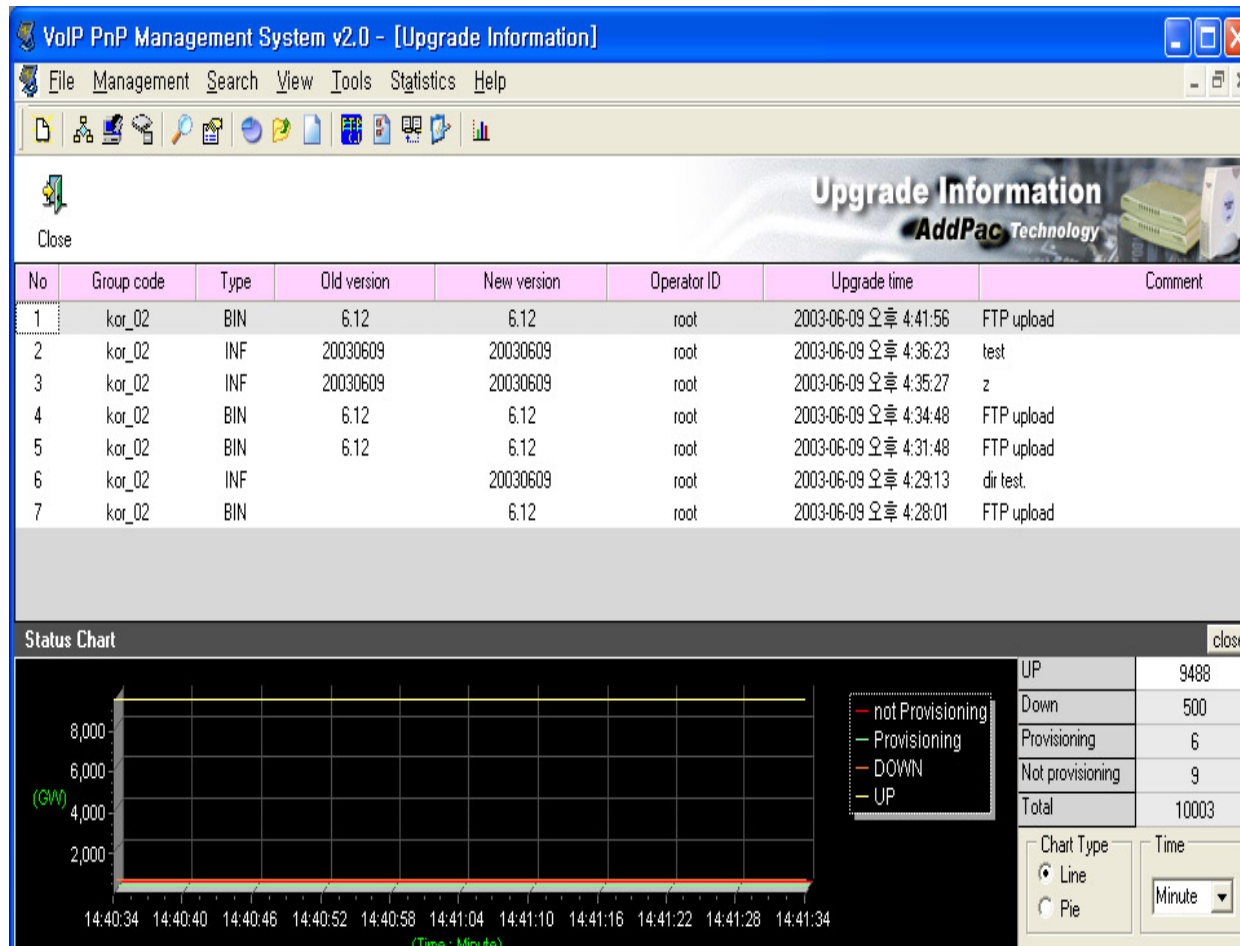 VoIP PnP Management System v2.0 - [Upgrade Information]
File Management Search View Tools Statistics Help
Upgrade Information
AddPac Technology
Close
No Group code Type Old version New version Operator ID Upgrade time Comment
1 kor_02 BIN 6.12 6.12 root 2003-06-09 오후 4:41:56 FTP upload
2 kor_02 INF 20030609 20030609 root 2003-06-09 오후 4:36:23 test
3 kor_02 INF 20030609 20030609 root 2003-06-09 오후 4:35:27 z
4 kor_02 BIN 6.12 6.12 root 2003-06-09 오후 4:34:48 FTP upload
5 kor_02 BIN 6.12 6.12 root 2003-06-09 오후 4:31:48 FTP upload
6 kor_02 INF 20030609 root 2003-06-09 오후 4:29:13 dir test.
7 kor_02 BIN 6.12 root 2003-06-09 오후 4:28:01 FTP upload
Status Chart close
8,000
6,000
(GW)
4,000
2,000
14:40:34 14:40:40 14:40:46 14:40:52 14:40:58 14:41:04 14:41:10 14:41:16 14:41:22 14:41:28 14:41:34
(Time : Minute)
not Provisioning
Provisioning
DOWN
UP
UP 9488
Down 500
Provisioning 6
Not provisioning 9
Total 10003
Chart Type
Line
Pie
Time
Minute